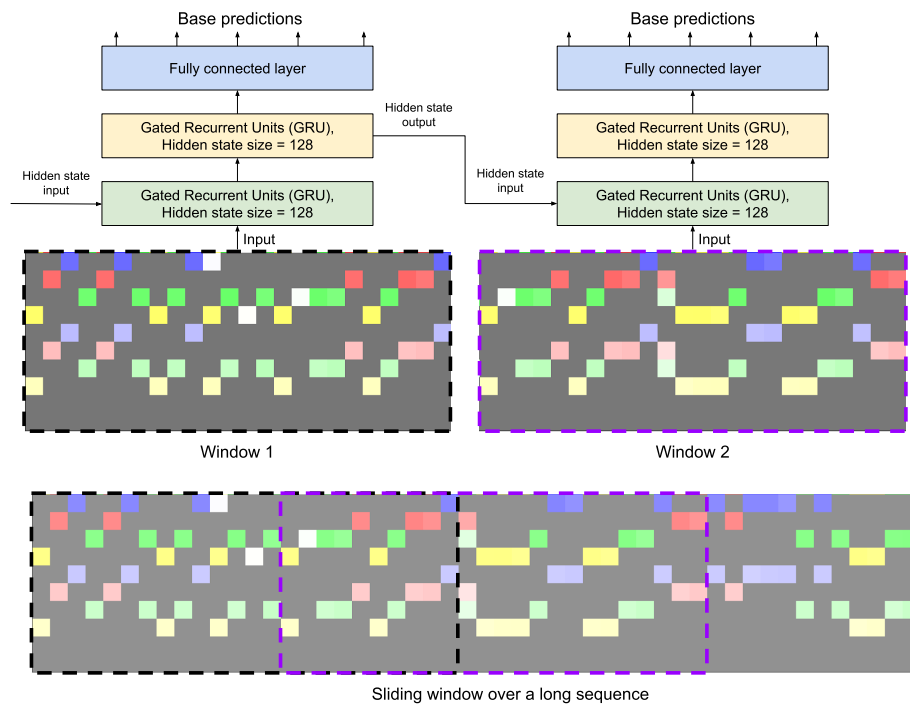 Base predictions
Fully connected layer
Gated Recurrent Units (GRU),
Hidden state size = 128
Hidden state
output
Hidden state
input
Gated Recurrent Units (GRU),
Hidden state size = 128
Input
Window 1
Base predictions
Fully connected layer
Gated Recurrent Units (GRU),
Hidden state size = 128
Hidden state
input
Gated Recurrent Units (GRU),
Hidden state size = 128
Input
Window 2
Sliding window over a long sequence